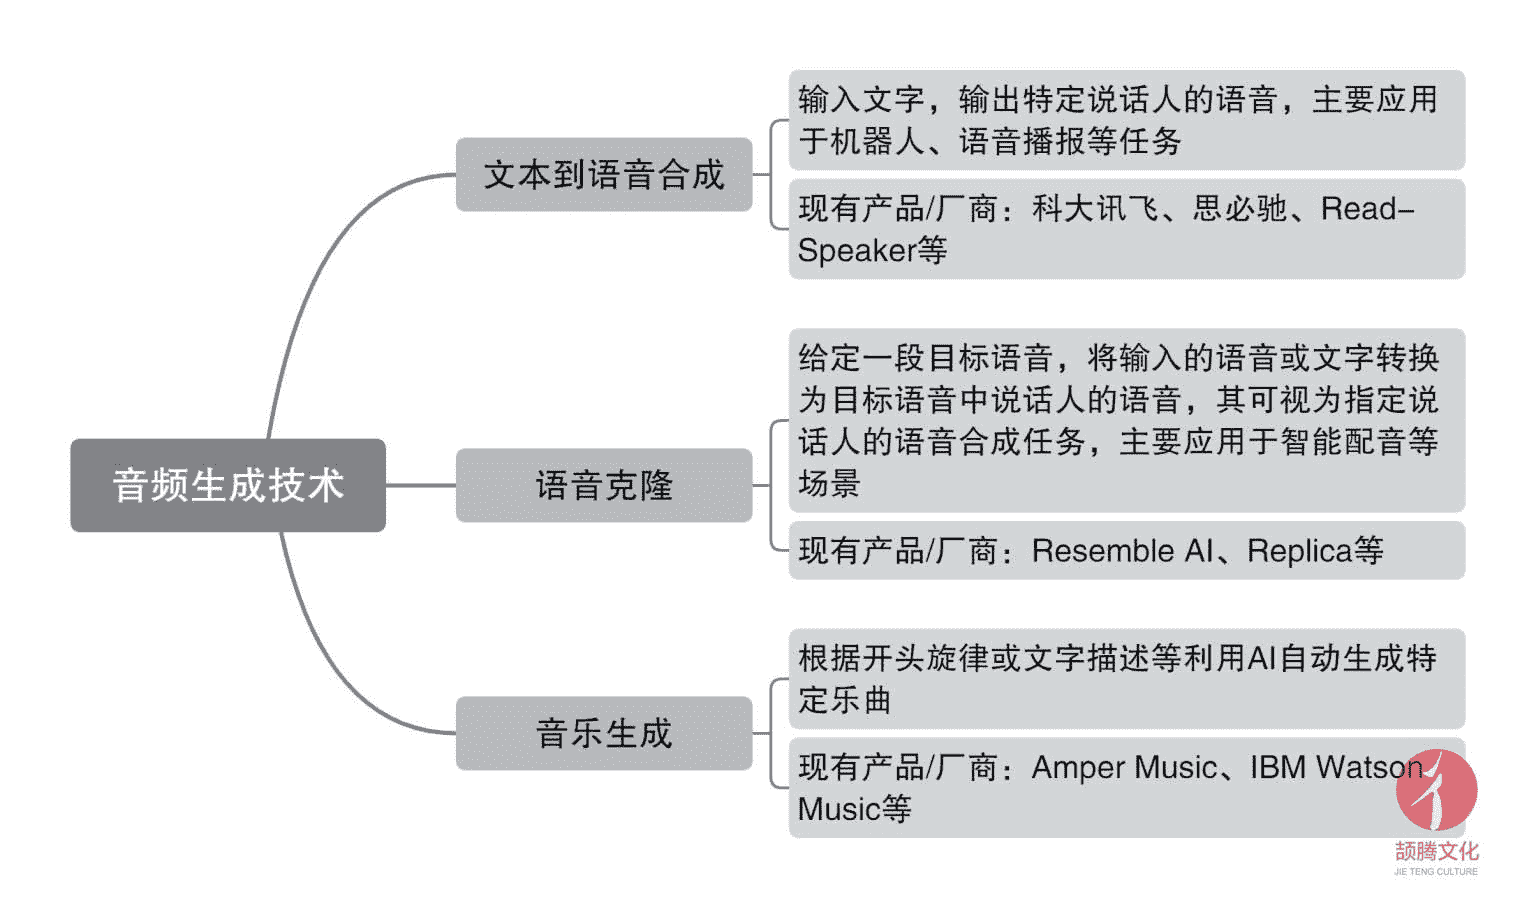 音频生成技术
文本到语音合成
输入文字，输出特定说话人的语音，主要应用
于机器人、语音播报等任务
现有产品/厂商：科大讯飞、思必驰、Read-
Speaker等
语音克隆
给定一段目标语音，将输入的语音或文字转换
为目标语音中说话人的语音，其可视为指定说
话人的语音合成任务，主要应用于智能配音等
场景
现有产品/厂商：Resemble AI、Replica等
音乐生成
根据开头旋律或文字描述等利用AI自动生成特
定乐曲
现有产品/厂商：Amper Music、IBM Watson
Music等
颉腾文化
JIE TENG CULTURE